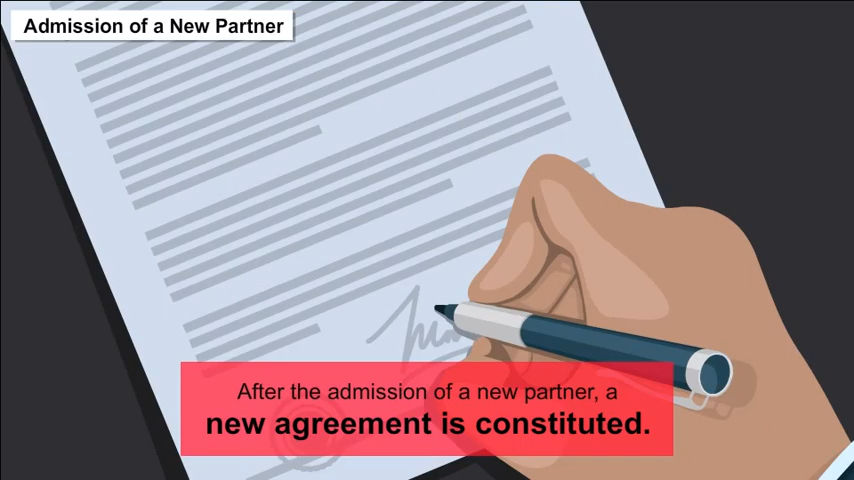 Admission of a New Partner
After the admission of a new partner, a
new agreement is constituted.